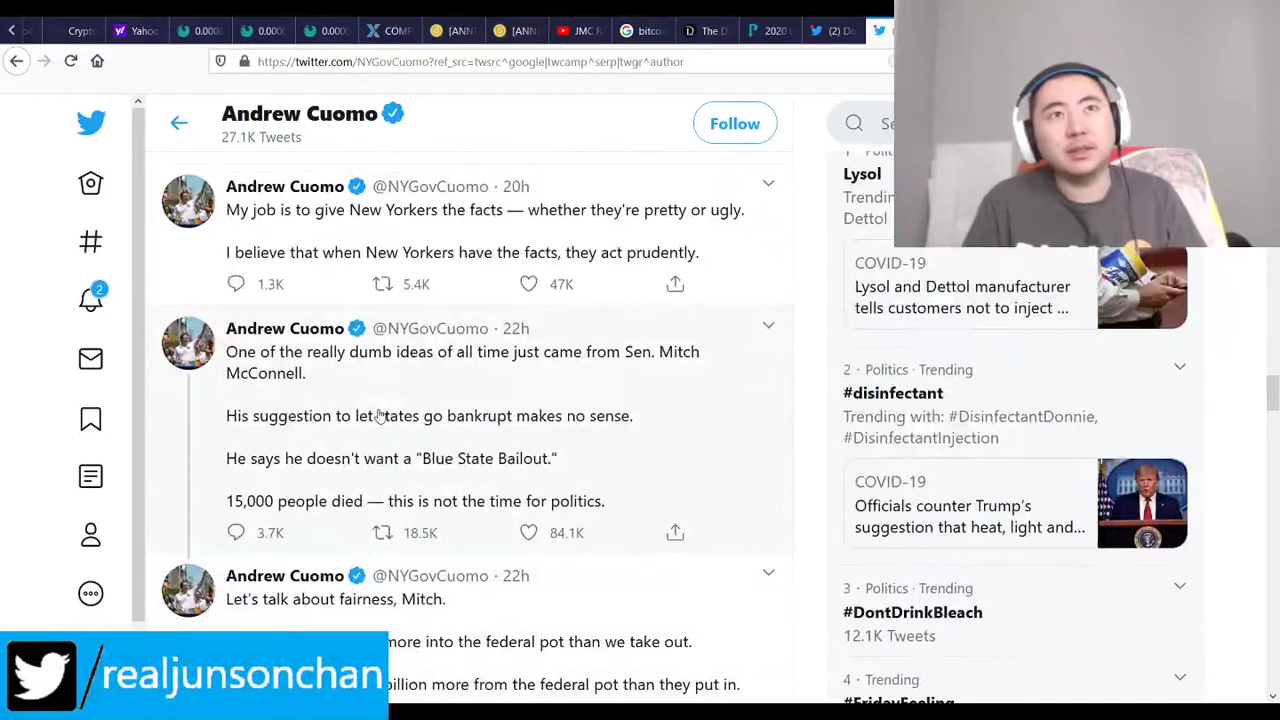 Crypto
Yahoo
0.0000
0.0000
0.0000
COMF
[ANN
[ANN
JMC R
bitcoi
The D
2020 L
(2) Do
https://twitter.com/NYGovCuomo?ref_src=twsrc^google|twcamp^serp|twgr^author
Andrew Cuomo
27.1K Tweets
Follow
Andrew Cuomo @NYGovCuomo · 20h
My job is to give New Yorkers the facts — whether they're pretty or ugly.
I believe that when New Yorkers have the facts, they act prudently.
1.3K 5.4K 47K
Andrew Cuomo @NYGovCuomo · 22h
One of the really dumb ideas of all time just came from Sen. Mitch
McConnell.
His suggestion to let states go bankrupt makes no sense.
He says he doesn't want a "Blue State Bailout."
15,000 people died — this is not the time for politics.
3.7K 18.5K 84.1K
Andrew Cuomo @NYGovCuomo · 22h
Let's talk about fairness, Mitch.
more into the federal pot than we take out.
billion more from the federal pot than they put in.
2
Se
1 · Politi
Lysol
Trending
Dettol
COVID-19
Lysol and Dettol manufacturer
tells customers not to inject ...
2 · Politics · Trending
#disinfectant
Trending with: #DisinfectantDonnie,
#DisinfectantInjection
COVID-19
Officials counter Trump's
suggestion that heat, light and...
3 · Politics · Trending
#DontDrinkBleach
12.1K Tweets
4 · Trending
#FridayFeeling
/realjunsonchan